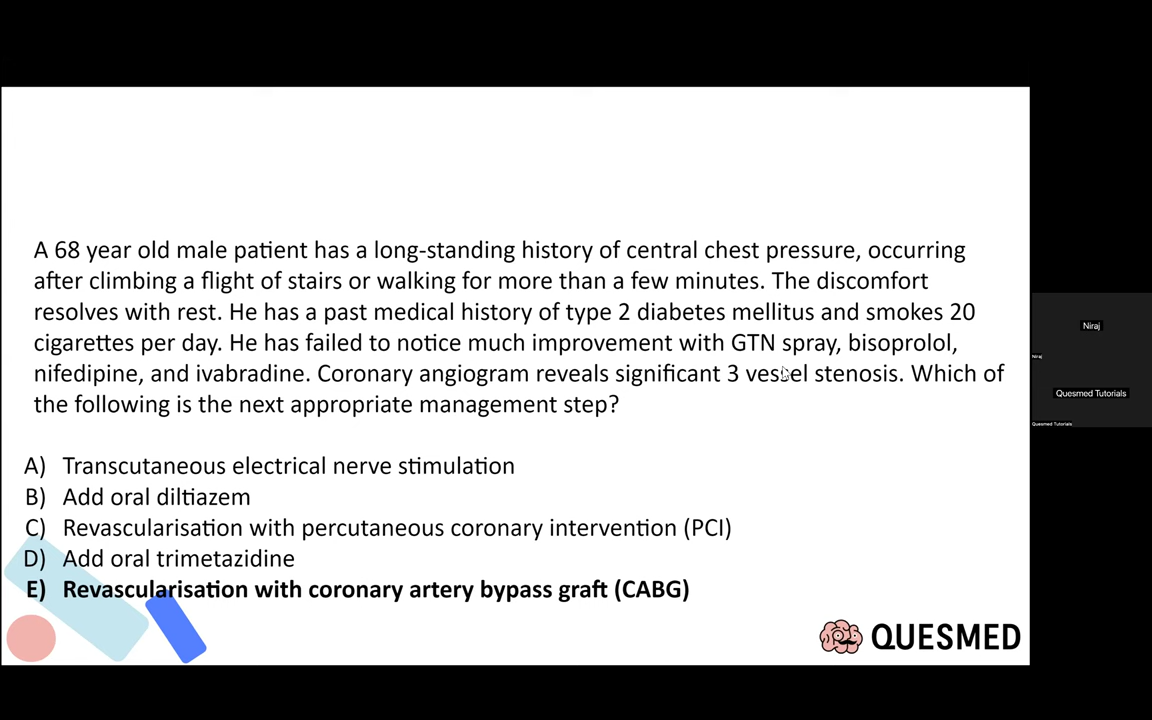 A 68 year old male patient has a long-standing history of central chest pressure, occurring
after climbing a flight of stairs or walking for more than a few minutes. The discomfort
resolves with rest. He has a past medical history of type 2 diabetes mellitus and smokes 20
cigarettes per day. He has failed to notice much improvement with GTN spray, bisoprolol,
nifedipine, and ivabradine. Coronary angiogram reveals significant 3 vessel stenosis. Which of
the following is the next appropriate management step?
A) Transcutaneous electrical nerve stimulation
B) Add oral diltiazem
C) Revascularisation with percutaneous coronary intervention (PCI)
D) Add oral trimetazidine
E) Revascularisation with coronary artery bypass graft (CABG)
QUESMED
Niraj
Niraj
Quesmed Tutorials
Quesmed Tutorials